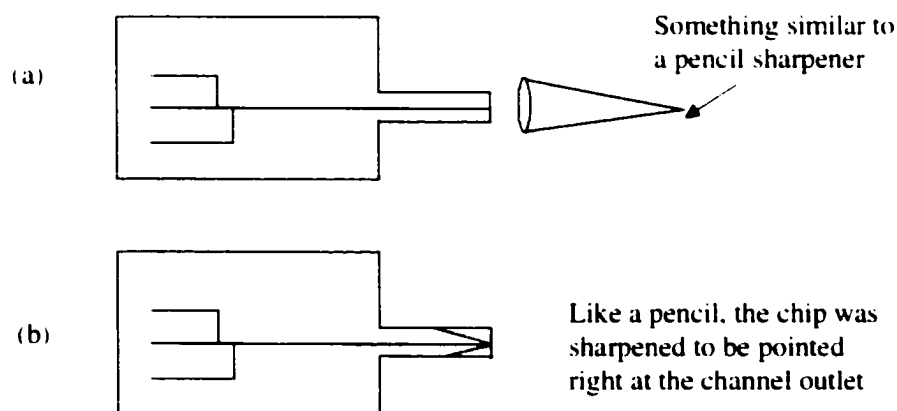 Something similar to
a pencil sharpener
(a)
(b)
Like a pencil, the chip was
sharpened to be pointed
right at the channel outlet